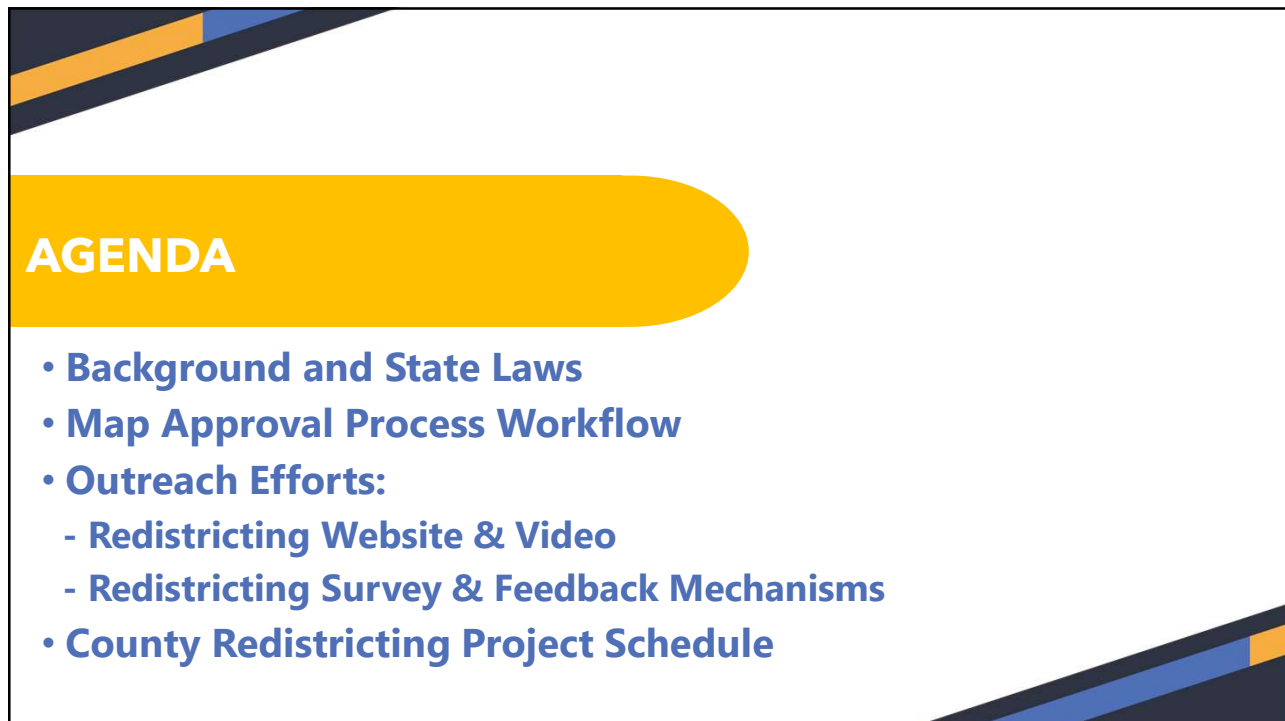 AGENDA
• Background and State Laws
• Map Approval Process Workflow
• Outreach Efforts:
- Redistricting Website & Video
- Redistricting Survey & Feedback Mechanisms
• County Redistricting Project Schedule